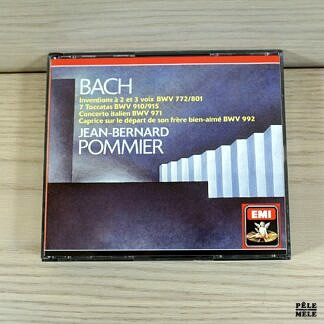 BACH
Inventions à 2 et 3 voix BWV 772/801
7 Toccatas BWV 910/915
Concerto Italien BWV 971
Caprice sur le départ de son frère bien-aimé BWV 992
JEAN-BERNARD
POMMIER
EMI
PÊLE
MÊLE